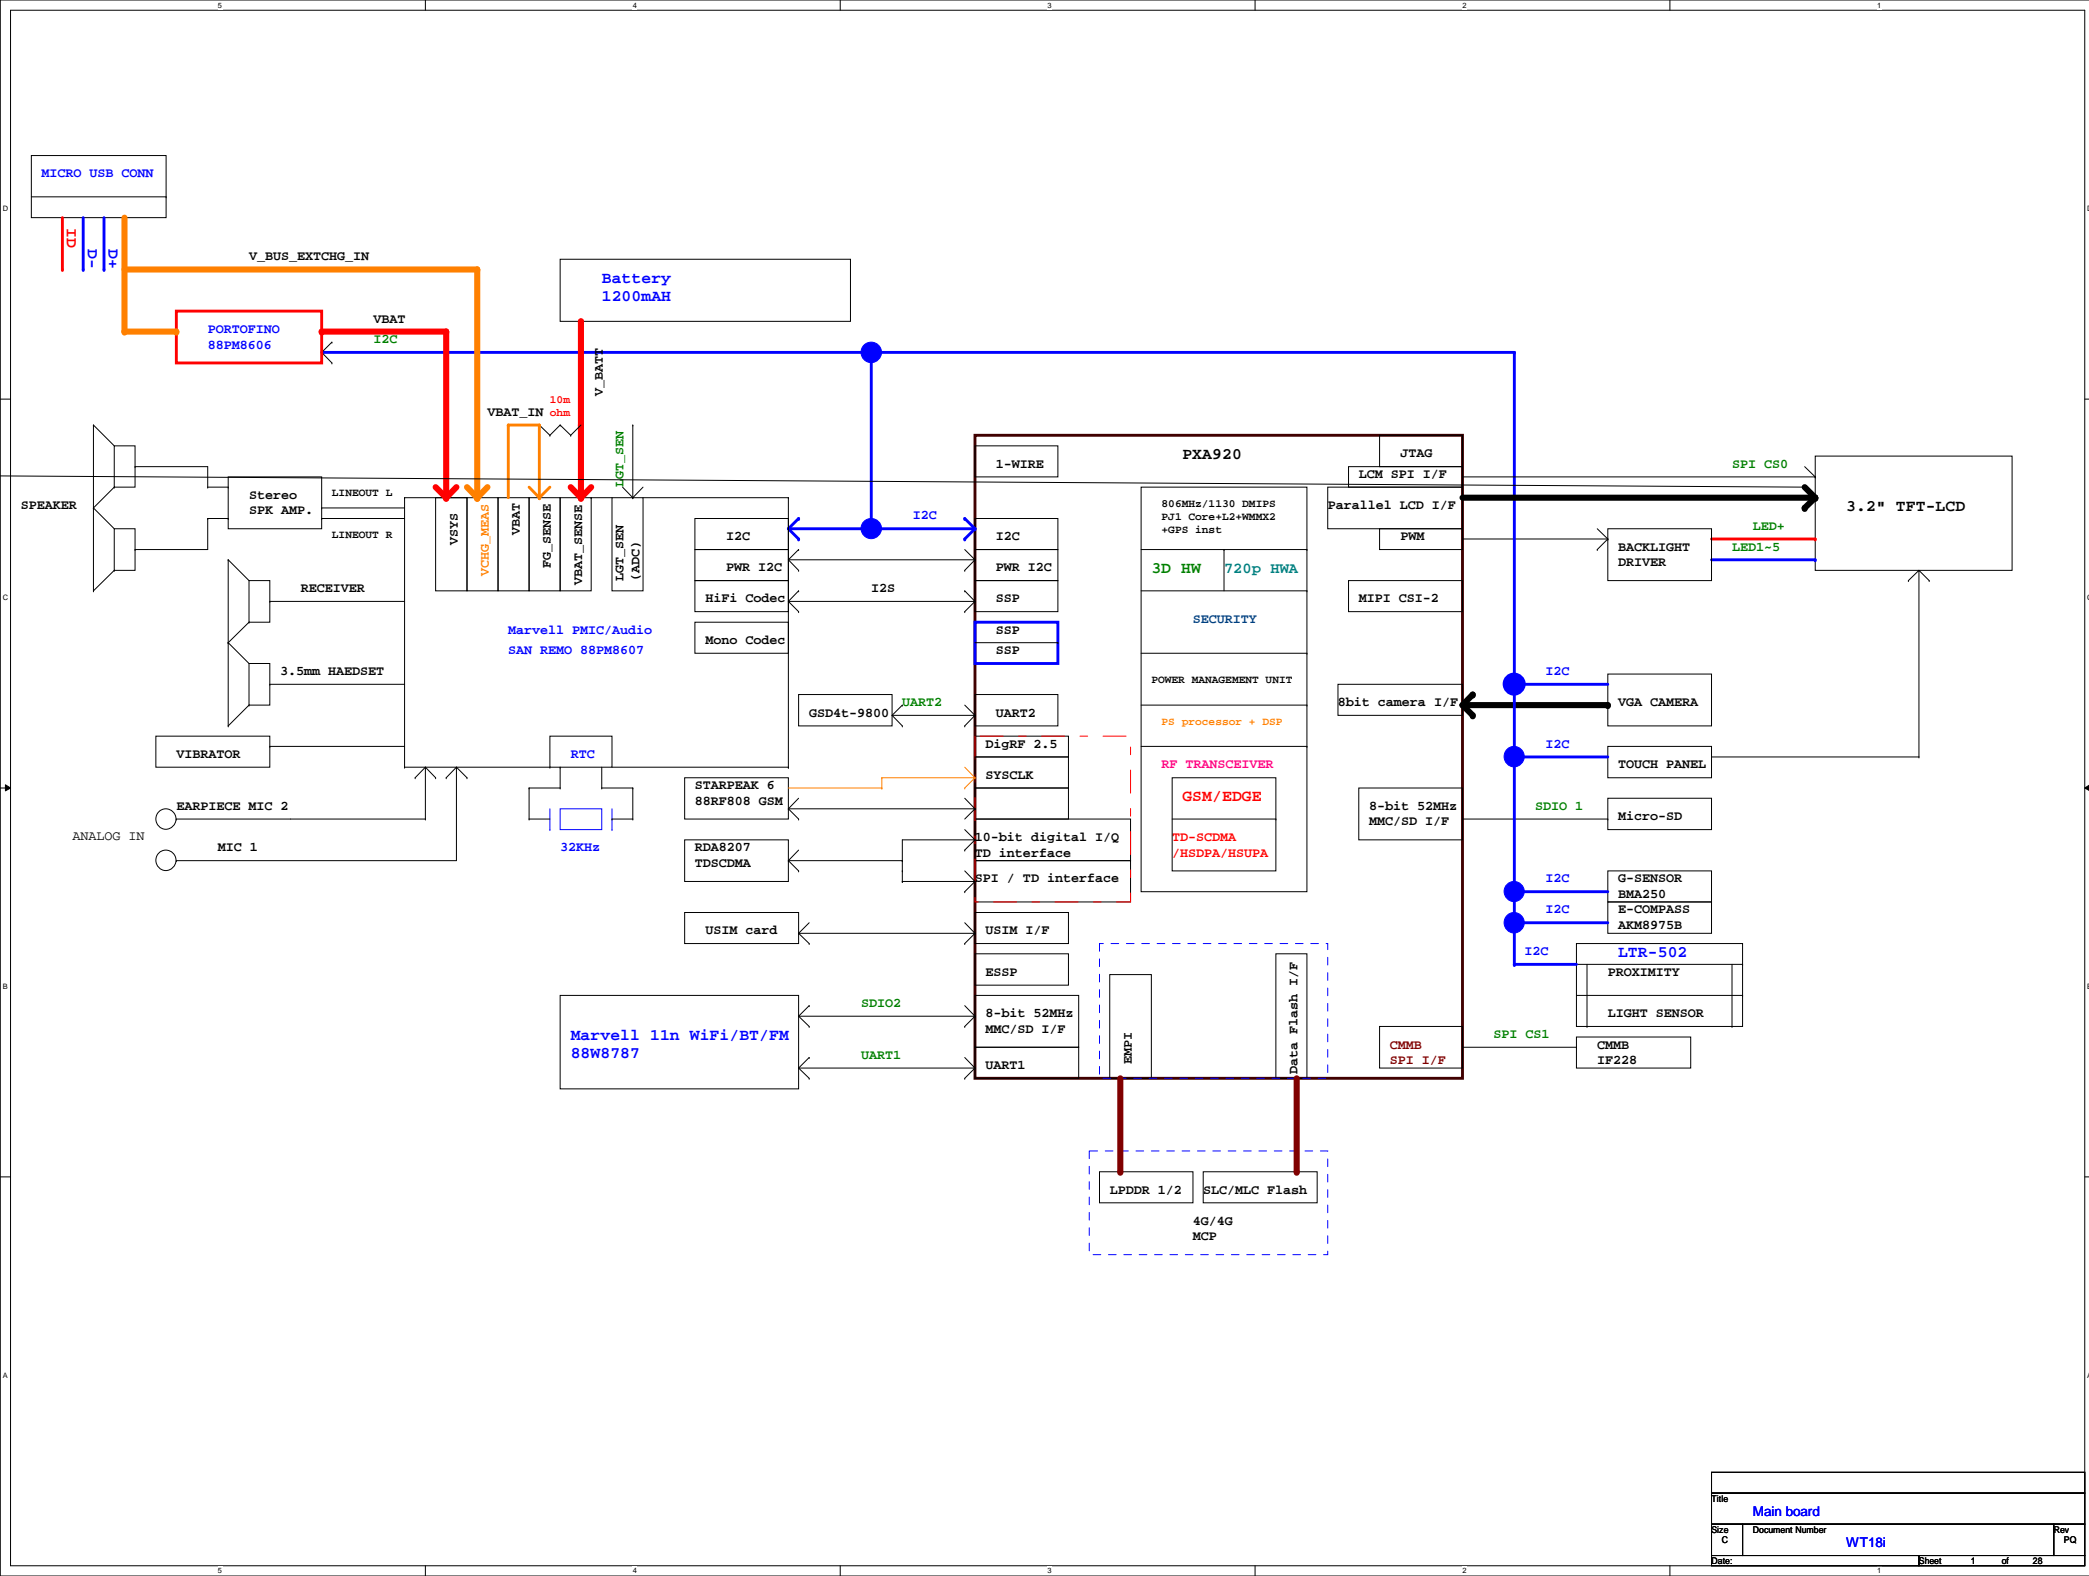 5
4
3
2
1
D
C
B
A
D
C
B
A
MICRO USB CONN
ID
D-
D+
V_BUS_EXTCHG_IN
PORTOFINO
88PM8606
VBAT
I2C
Battery
1200mAH
V_BATT
VBAT_IN
10m
ohm
LGT_SEN
SPEAKER
Stereo
SPK AMP.
LINEOUT L
LINEOUT R
VSYS
VCHG_MEAS
VBAT
FG_SENSE
VBAT_SENSE
LGT_SEN
(ADC)
I2C
PWR I2C
HiFi Codec
Mono Codec
Marvell PMIC/Audio
SAN REMO 88PM8607
RECEIVER
3.5mm HAEDSET
VIBRATOR
RTC
32KHz
EARPIECE MIC 2
ANALOG IN
MIC 1
I2C
I2S
GSD4t-9800
UART2
STARPEAK 6
88RF808 GSM
RDA8207
TDSCDMA
USIM card
Marvell 11n WiFi/BT/FM
88W8787
SDIO2
UART1
PXA920
1-WIRE
I2C
PWR I2C
SSP
SSP
SSP
UART2
DigRF 2.5
SYSCLK
10-bit digital I/Q
TD interface
SPI / TD interface
USIM I/F
ESSP
8-bit 52MHz
MMC/SD I/F
UART1
806MHz/1130 DMIPS
PJ1 Core+L2+WMMX2
+GPS inst
3D HW
720p HWA
SECURITY
POWER MANAGEMENT UNIT
PS processor + DSP
RF TRANSCEIVER
GSM/EDGE
TD-SCDMA
/HSDPA/HSUPA
EMPI
Data Flash I/F
JTAG
LCM SPI I/F
Parallel LCD I/F
PWM
MIPI CSI-2
8bit camera I/F
8-bit 52MHz
MMC/SD I/F
CMMB
SPI I/F
LPDDR 1/2
SLC/MLC Flash
4G/4G
MCP
SPI CS0
3.2" TFT-LCD
BACKLIGHT
DRIVER
LED+
LED1~5
I2C
VGA CAMERA
I2C
TOUCH PANEL
SDIO 1
Micro-SD
I2C
G-SENSOR
BMA250
I2C
E-COMPASS
AKM8975B
I2C
LTR-502
PROXIMITY
LIGHT SENSOR
SPI CS1
CMMB
IF228
Title
Main board
Size
C
Document Number
WT18i
Rev
PQ
Date:
Sheet 1 of 28
5
4
3
2
1